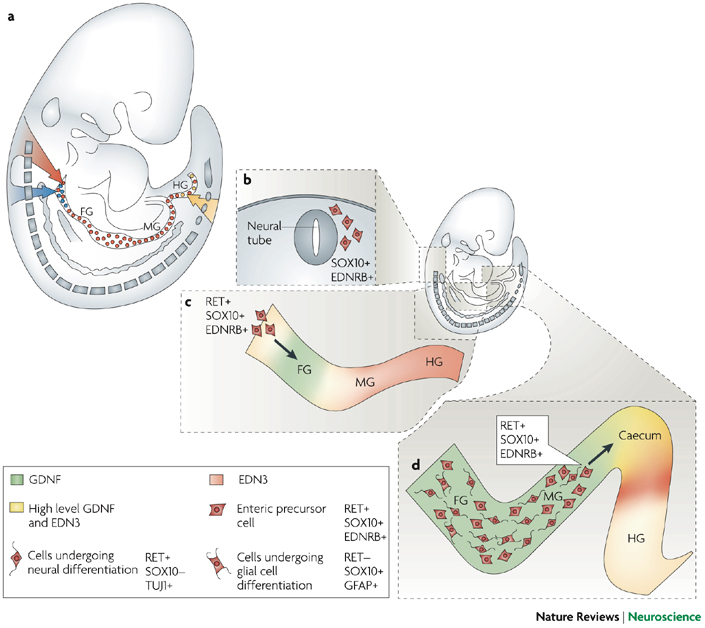 a
FG
MG
HG
b
Neural
tube
SOX10+
EDNRB+
c
RET+
SOX10+
EDNRB+
FG
MG
HG
RET+
SOX10+
EDNRB+
d
Caecum
FG
MG
HG
GDNF
EDN3
High level GDNF
and EDN3
Enteric precursor
cell
RET+
SOX10+
EDNRB+
Cells undergoing
neural differentiation
RET+
SOX10–
TUJ1+
Cells undergoing
glial cell
differentiation
RET–
SOX10+
GFAP+
Nature Reviews | Neuroscience